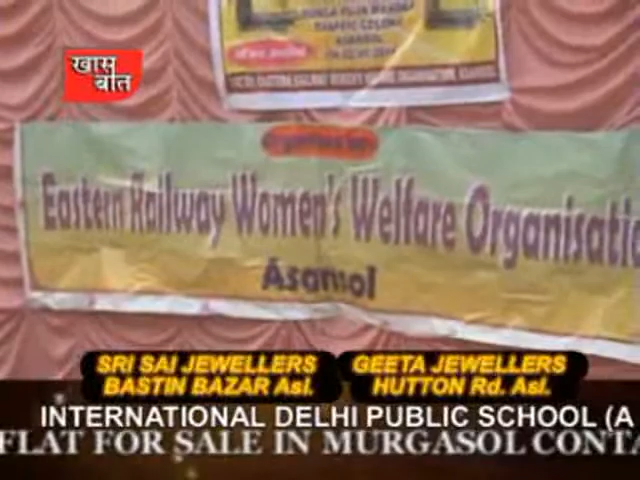 खास
बात
Eastern Railway Women's Welfare Organisatio
Asansol
SRI SAI JEWELLERS
BASTIN BAZAR Asl.
GEETA JEWELLERS
HUTTON Rd. Asl.
INTERNATIONAL DELHI PUBLIC SCHOOL (A
FLAT FOR SALE IN MURGASOL CONTA